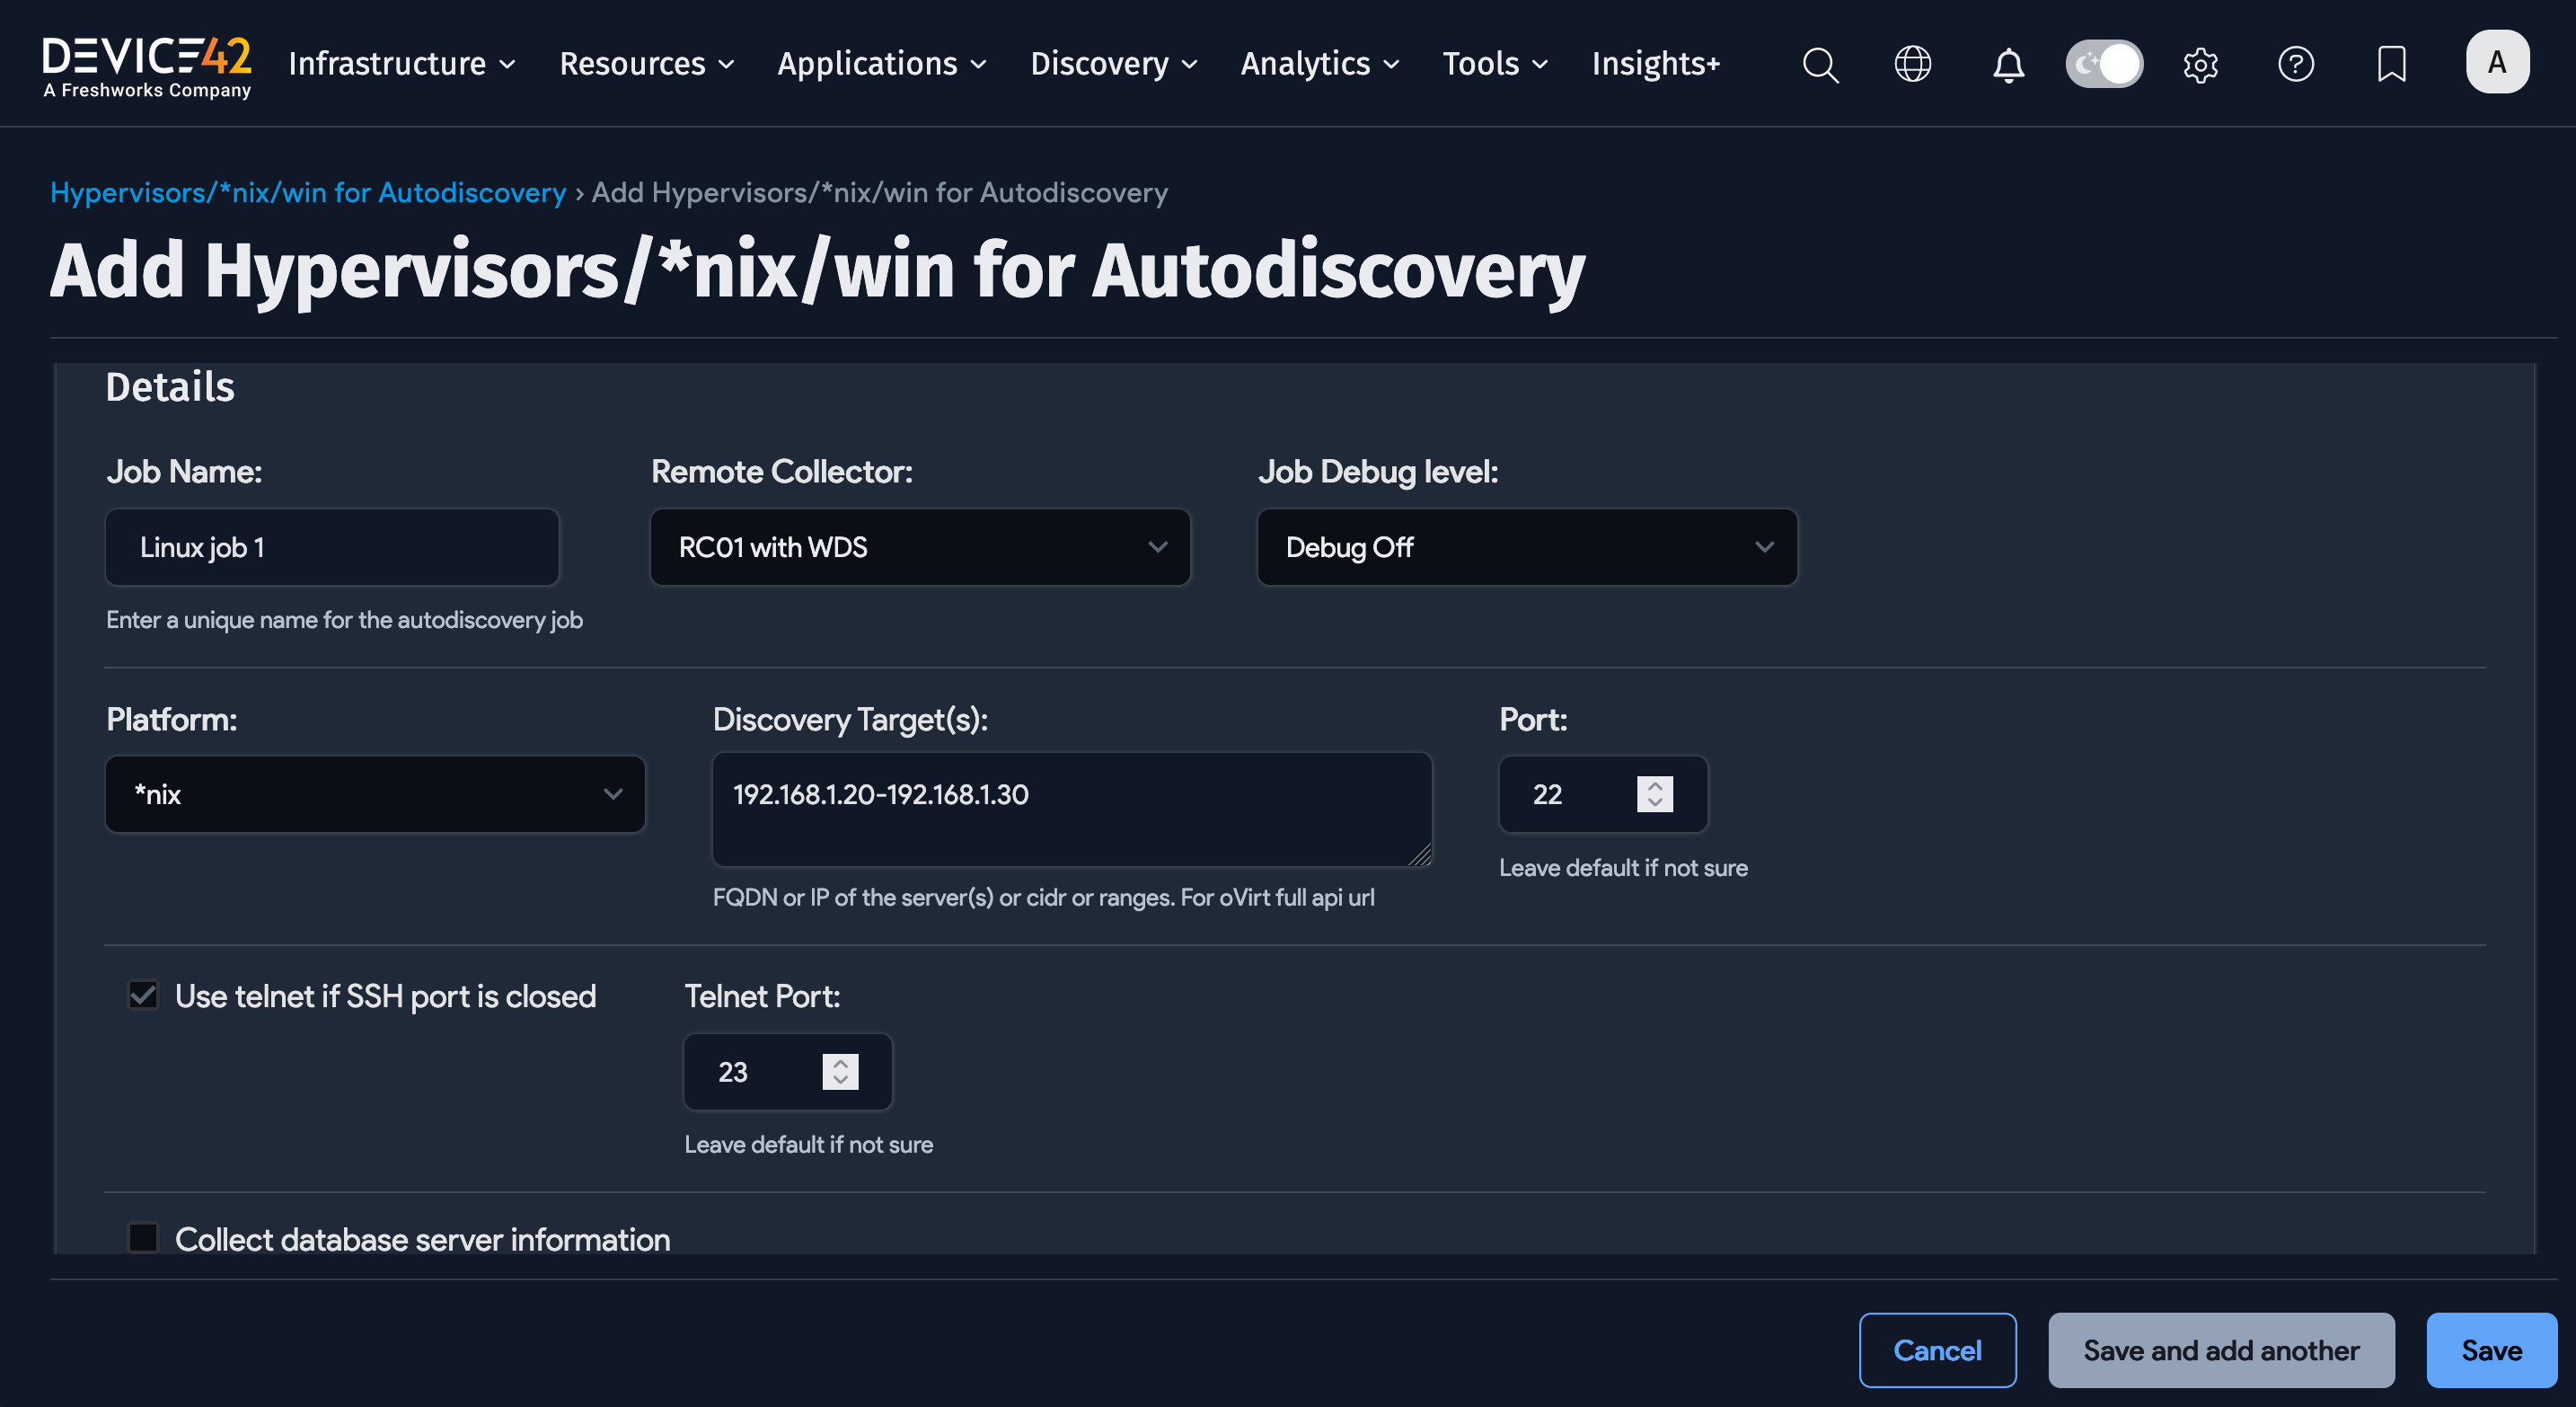 DEVICE42
A Freshworks Company
Infrastructure Resources Applications Discovery Analytics Tools Insights+ A
Hypervisors/*nix/win for Autodiscovery › Add Hypervisors/*nix/win for Autodiscovery
Add Hypervisors/*nix/win for Autodiscovery
Details
Job Name: Remote Collector: Job Debug level:
Linux job 1 RC01 with WDS Debug Off
Enter a unique name for the autodiscovery job
Platform: Discovery Target(s): Port:
*nix 192.168.1.20-192.168.1.30 22
Leave default if not sure
FQDN or IP of the server(s) or cidr or ranges. For oVirt full api url
Use telnet if SSH port is closed Telnet Port:
23
Leave default if not sure
Collect database server information
Cancel Save and add another Save